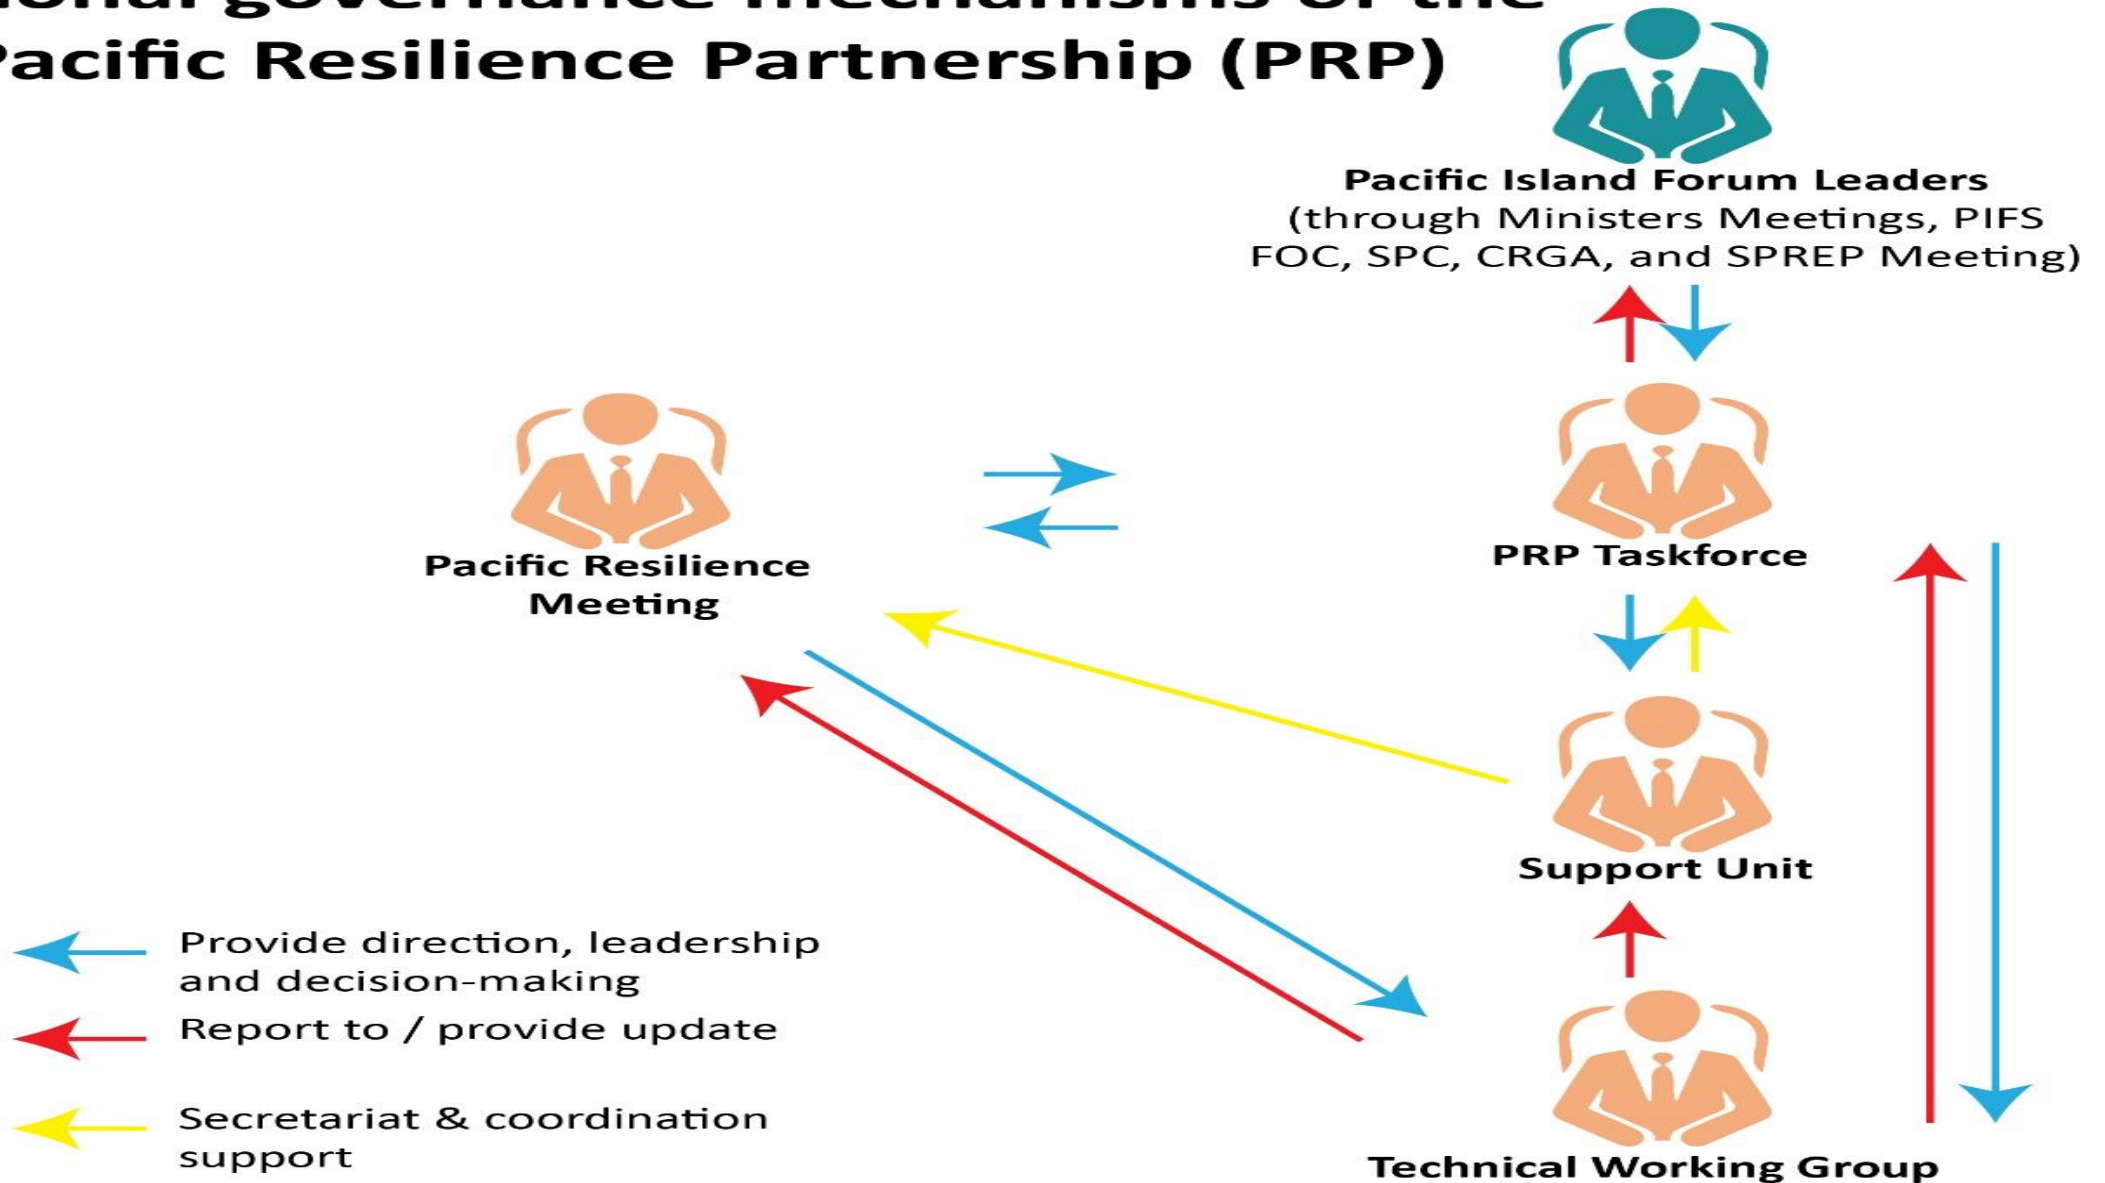 Pacific Resilience Partnership (PRP)
Pacific Island Forum Leaders
(through Ministers Meetings, PIFS
FOC, SPC, CRGA, and SPREP Meeting)
Pacific Resilience
Meeting
PRP Taskforce
Support Unit
Technical Working Group
Provide direction, leadership
and decision-making
Report to / provide update
Secretariat & coordination
support